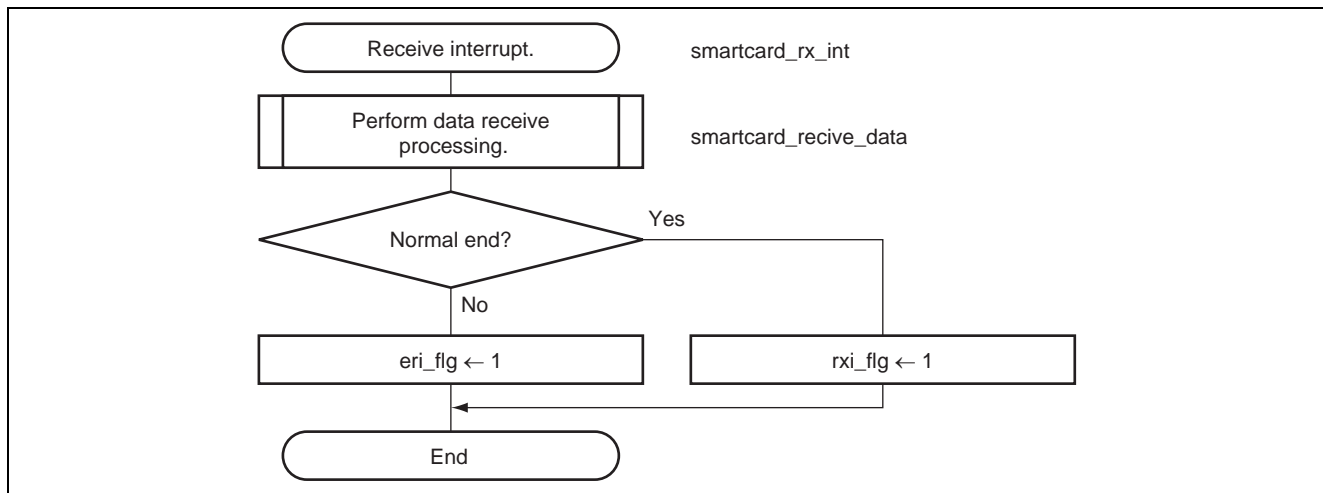 Receive interrupt.
smartcard_rx_int
Perform data receive
processing.
smartcard_recive_data
Normal end?
Yes
No
eri_flg ← 1
rxi_flg ← 1
End